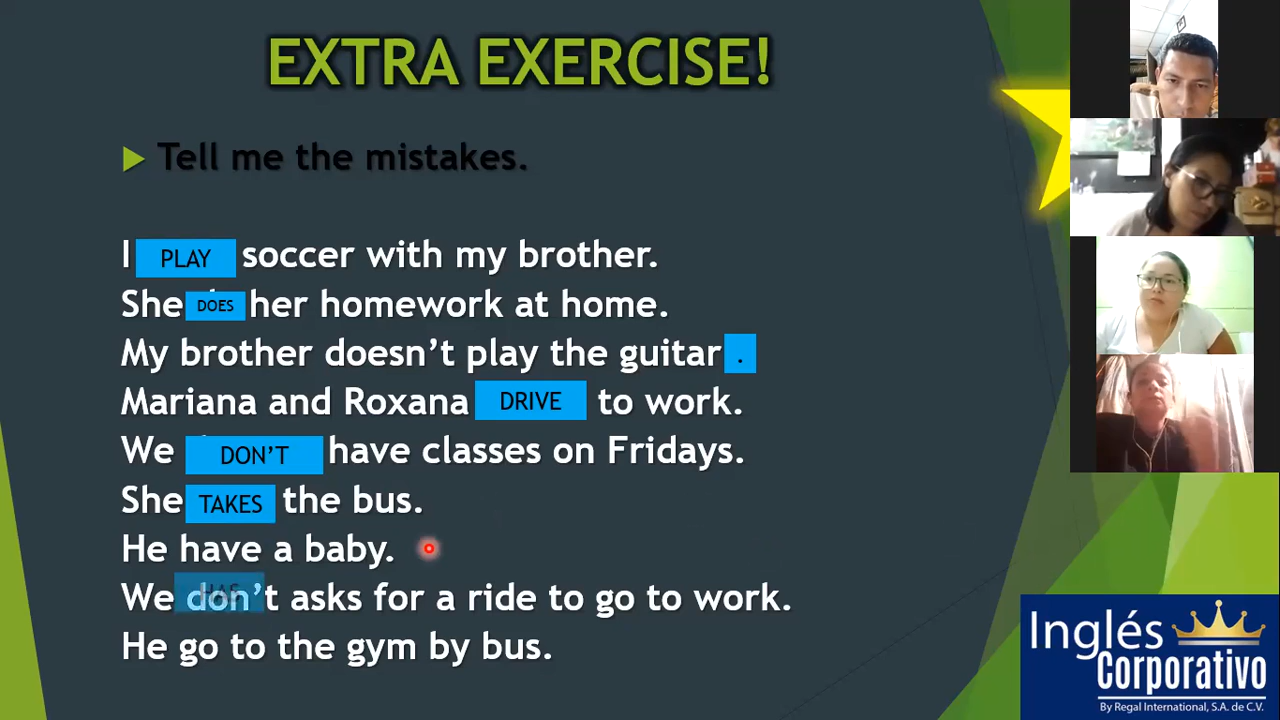 EXTRA EXERCISE!
Tell me the mistakes.
I PLAY soccer with my brother.
She DOES her homework at home.
My brother doesn't play the guitar .
Mariana and Roxana DRIVE to work.
We DON'T have classes on Fridays.
She TAKES the bus.
He have a baby.
HAS
We don't asks for a ride to go to work.
He go to the gym by bus.
Inglés
Corporativo
By Regal International, S.A. de C.V.